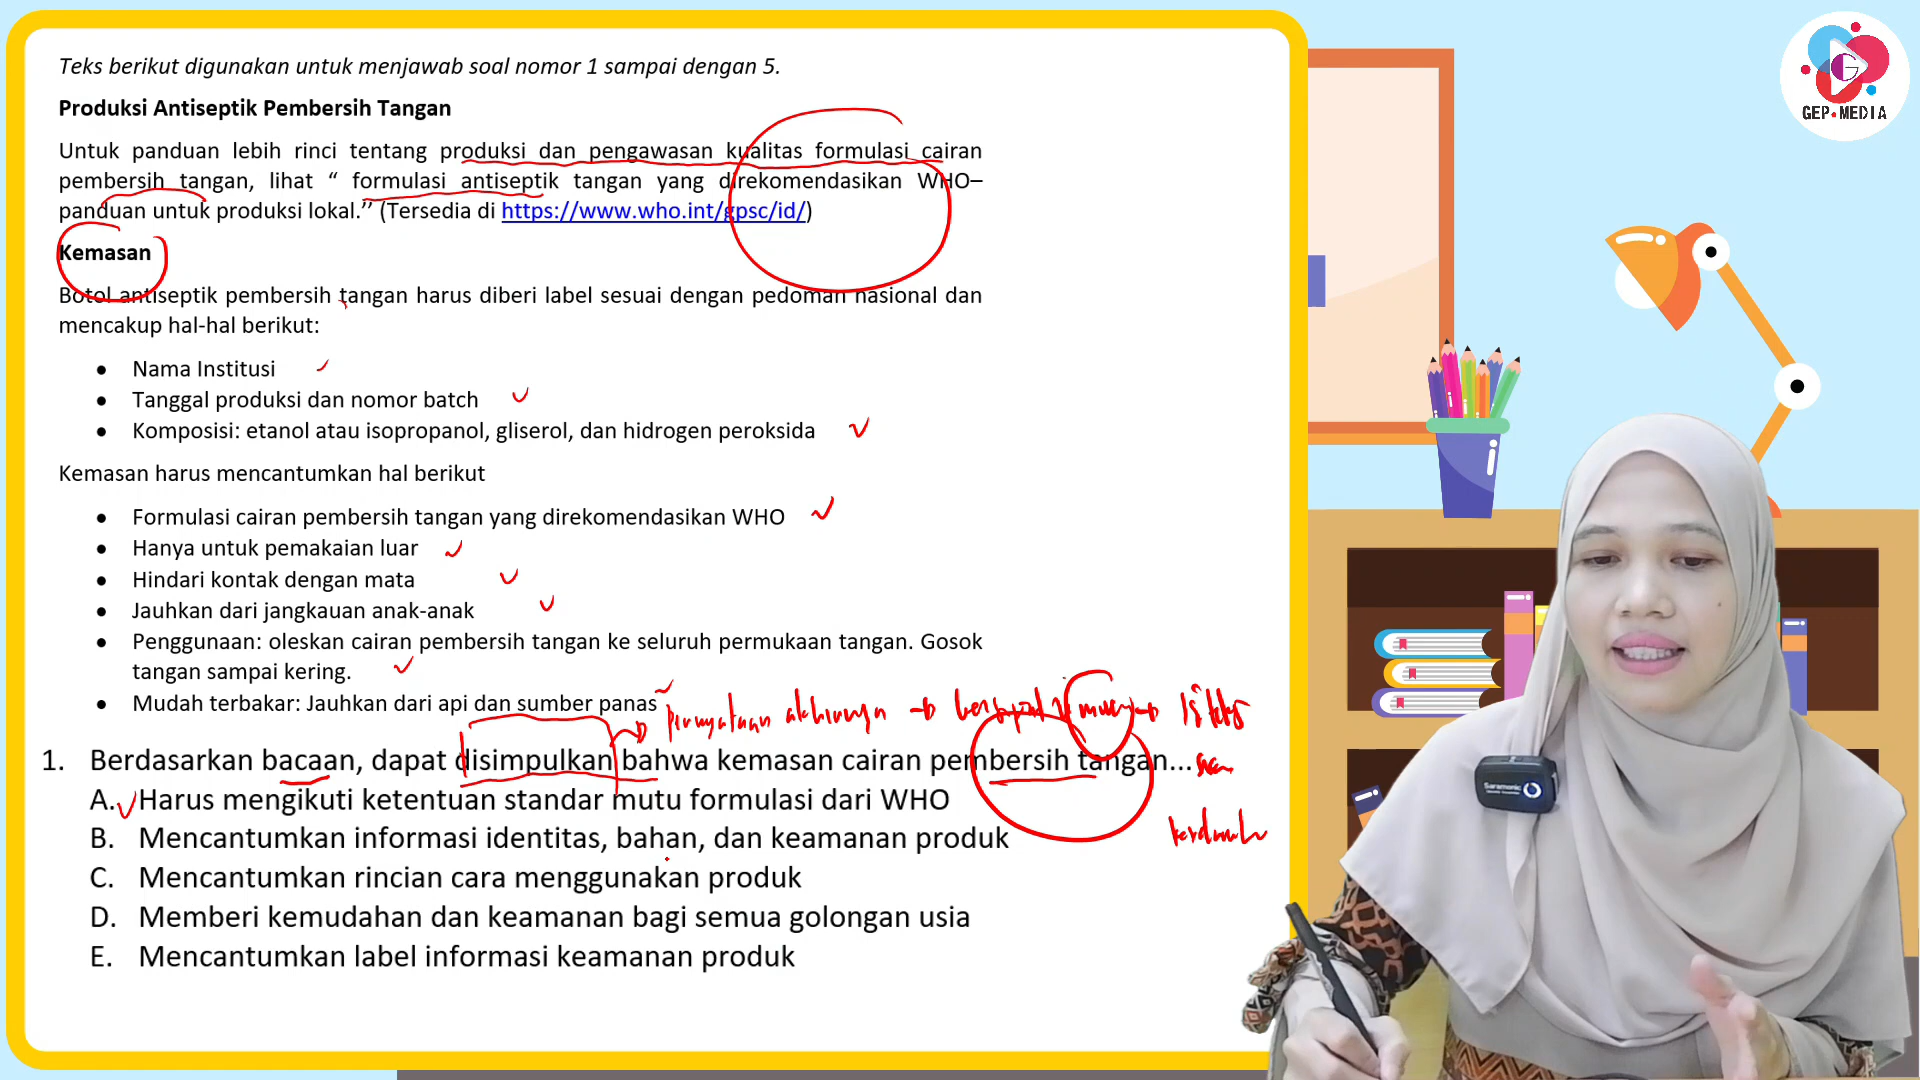 Teks berikut digunakan untuk menjawab soal nomor 1 sampai dengan 5.
Produksi Antiseptik Pembersih Tangan
Untuk panduan lebih rinci tentang produksi dan pengawasan kualitas formulasi cairan
pembersih tangan, lihat “ formulasi antiseptik tangan yang direkomendasikan WHO–
panduan untuk produksi lokal.’’ (Tersedia di https://www.who.int/gpsc/id/)
Kemasan
Botol antiseptik pembersih tangan harus diberi label sesuai dengan pedoman nasional dan
mencakup hal-hal berikut:
• Nama Institusi
• Tanggal produksi dan nomor batch
• Komposisi: etanol atau isopropanol, gliserol, dan hidrogen peroksida
Kemasan harus mencantumkan hal berikut
• Formulasi cairan pembersih tangan yang direkomendasikan WHO
• Hanya untuk pemakaian luar
• Hindari kontak dengan mata
• Jauhkan dari jangkauan anak-anak
• Penggunaan: oleskan cairan pembersih tangan ke seluruh permukaan tangan. Gosok
tangan sampai kering.
• Mudah terbakar: Jauhkan dari api dan sumber panas
pernyataan akhirnya
1. Berdasarkan bacaan, dapat disimpulkan bahwa kemasan cairan pembersih tangan...
A. Harus mengikuti ketentuan standar mutu formulasi dari WHO
B. Mencantumkan informasi identitas, bahan, dan keamanan produk
C. Mencantumkan rincian cara menggunakan produk
D. Memberi kemudahan dan keamanan bagi semua golongan usia
E. Mencantumkan label informasi keamanan produk
GEP MEDIA
Saramonic